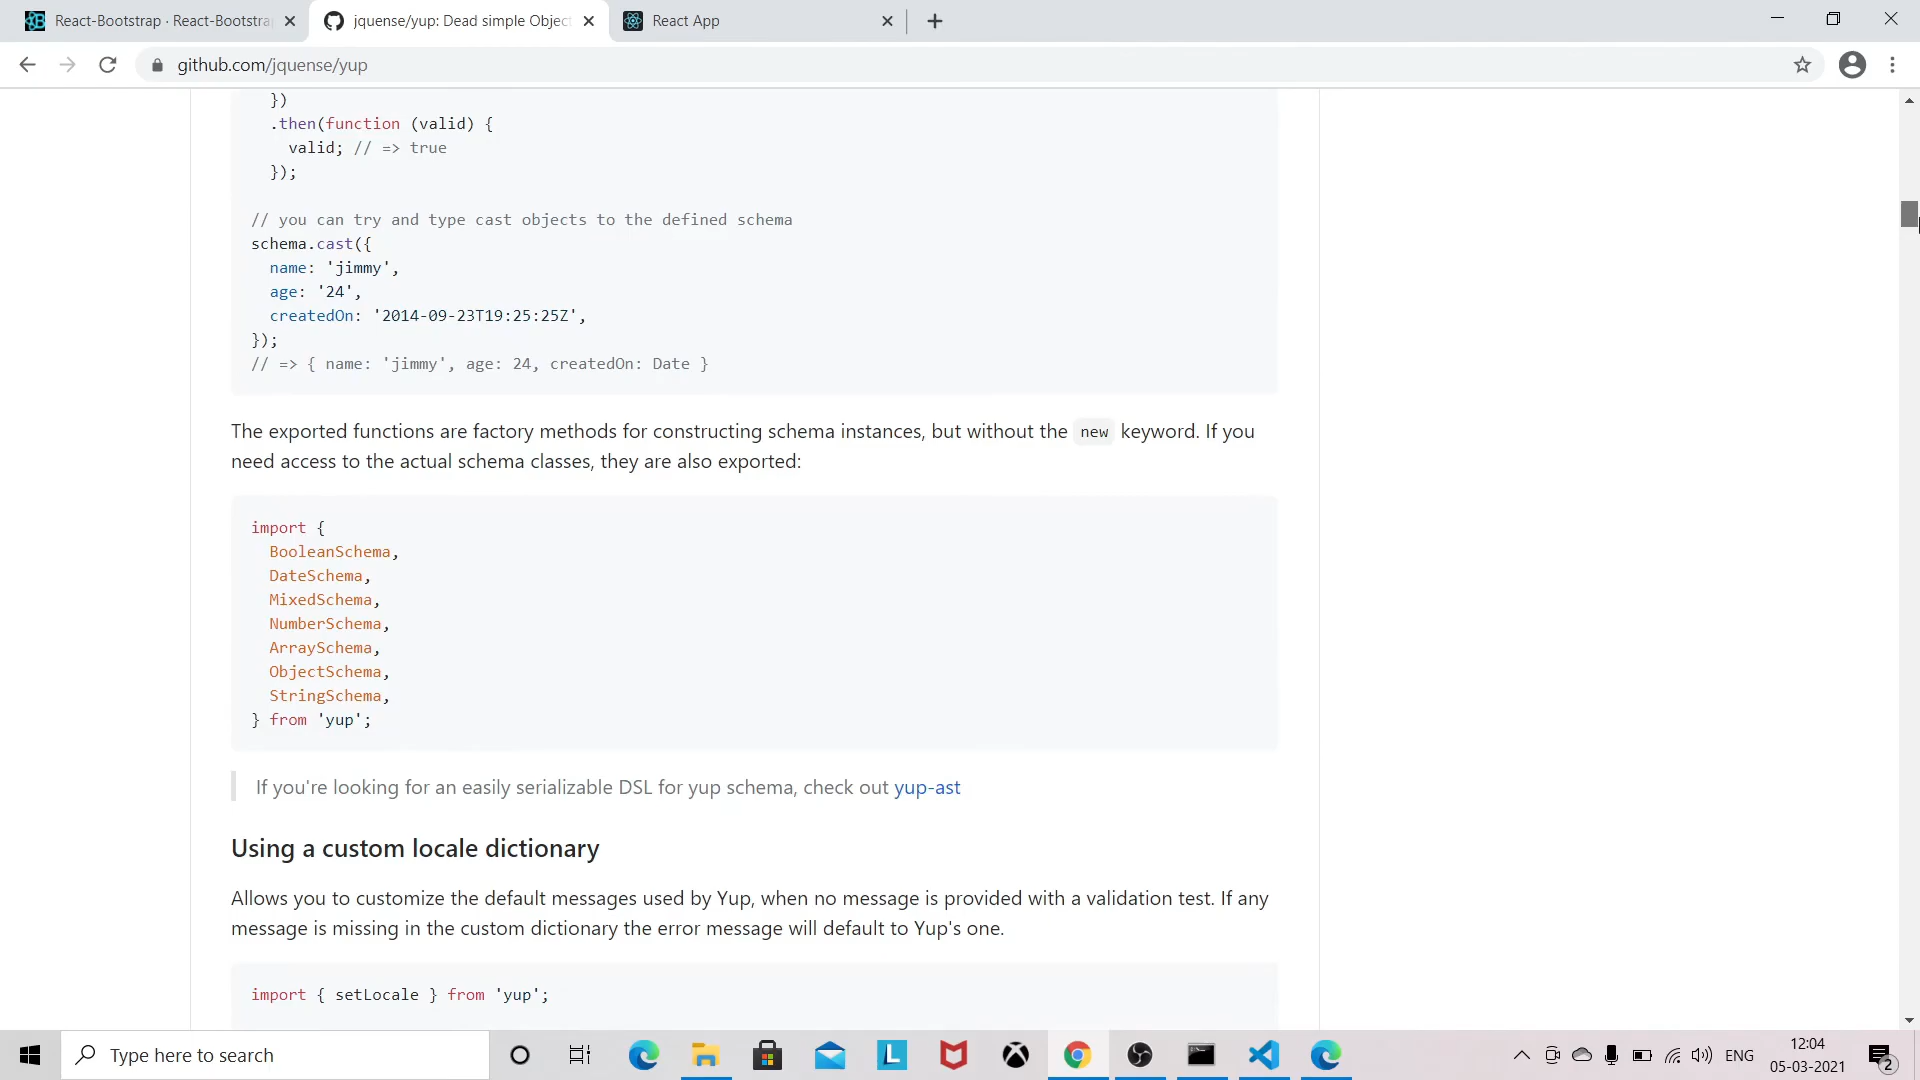 React-Bootstrap · React-Bootstra
jquense/yup: Dead simple Object
React App
github.com/jquense/yup
})
.then(function (valid) {
valid; // => true
});
// you can try and type cast objects to the defined schema
schema.cast({
name: 'jimmy',
age: '24',
createdOn: '2014-09-23T19:25:25Z',
});
// => { name: 'jimmy', age: 24, createdOn: Date }
The exported functions are factory methods for constructing schema instances, but without the new keyword. If you
need access to the actual schema classes, they are also exported:
import {
BooleanSchema,
DateSchema,
MixedSchema,
NumberSchema,
ArraySchema,
ObjectSchema,
StringSchema,
} from 'yup';
If you're looking for an easily serializable DSL for yup schema, check out yup-ast
Using a custom locale dictionary
Allows you to customize the default messages used by Yup, when no message is provided with a validation test. If any
message is missing in the custom dictionary the error message will default to Yup's one.
import { setLocale } from 'yup';
Type here to search
L
ENG
12:04
05-03-2021
2